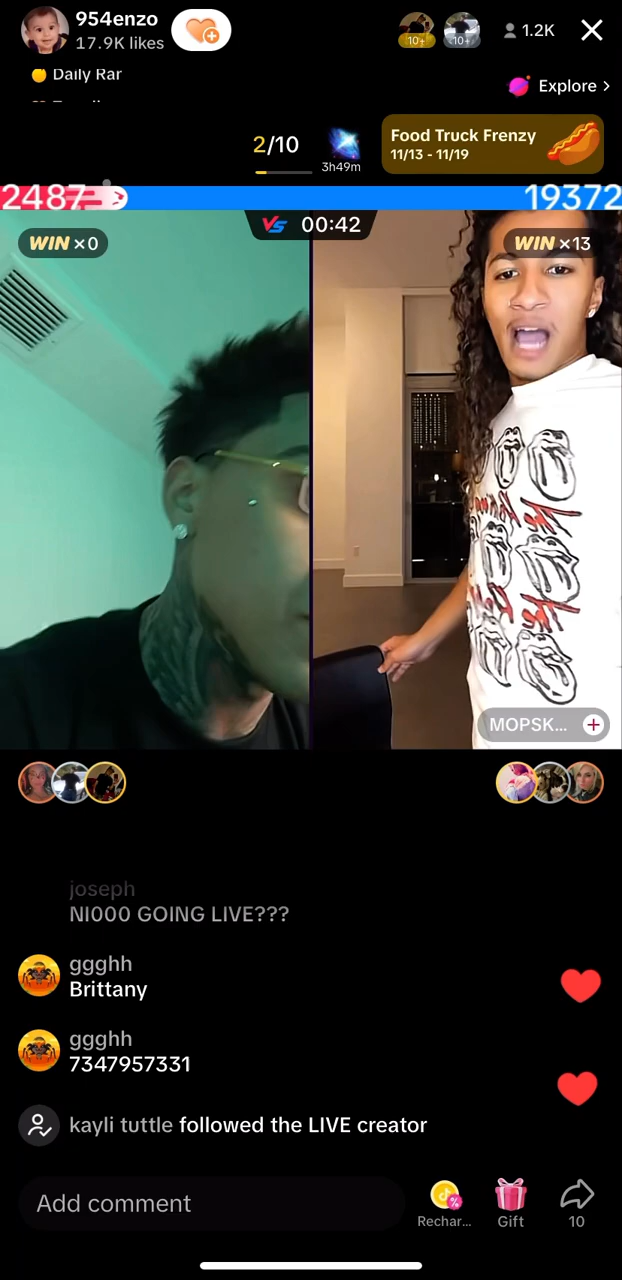 954enzo
17.9K likes
10+
10+
1.2K
Daily Rar
Explore >
2/10
3h49m
Food Truck Frenzy
11/13 - 11/19
2487
19372
VS 00:42
WIN ×0
WIN ×13
MOPSK...
joseph
NI000 GOING LIVE???
ggghh
Brittany
ggghh
7347957331
kayli tuttle followed the LIVE creator
Add comment
Rechar...
Gift
10